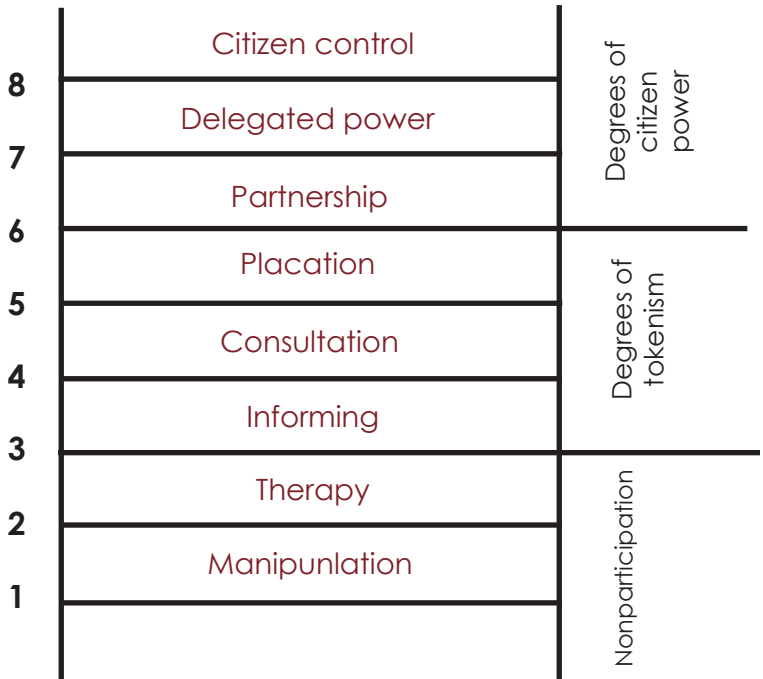 Citizen control
8
Delegated power
7
Partnership
6
Placation
5
Consultation
4
Informing
3
Therapy
2
Manipunlation
1
Degrees of
citizen
power
Degrees of
tokenism
Nonparticipation